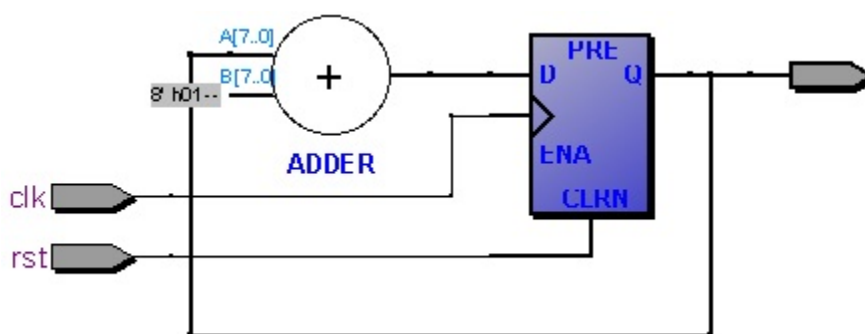 A[7..0]
B[7..0]
8' h01--
+
ADDER
PRE
D
Q
ENA
CLRN
clk
rst